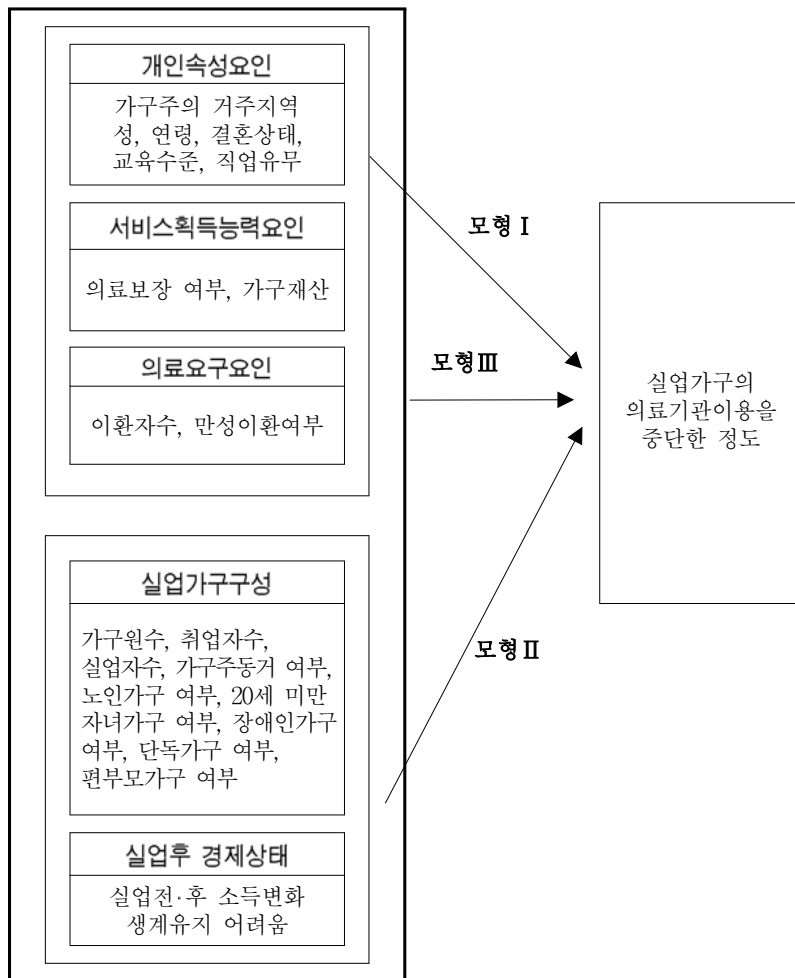 개인속성요인
가구주의 거주지역
성, 연령, 결혼상태,
교육수준, 직업유무
서비스획득능력요인
의료보장 여부, 가구재산
의료요구요인
이환자수, 만성이환여부
실업가구구성
가구원수, 취업자수,
실업자수, 가구주동거 여부,
노인가구 여부, 20세 미만
자녀가구 여부, 장애인가구
여부, 단독가구 여부,
편부모가구 여부
실업후 경제상태
실업전·후 소득변화
생계유지 어려움
모형Ⅰ
모형Ⅲ
모형Ⅱ
실업가구의
의료기관이용을
중단한 정도